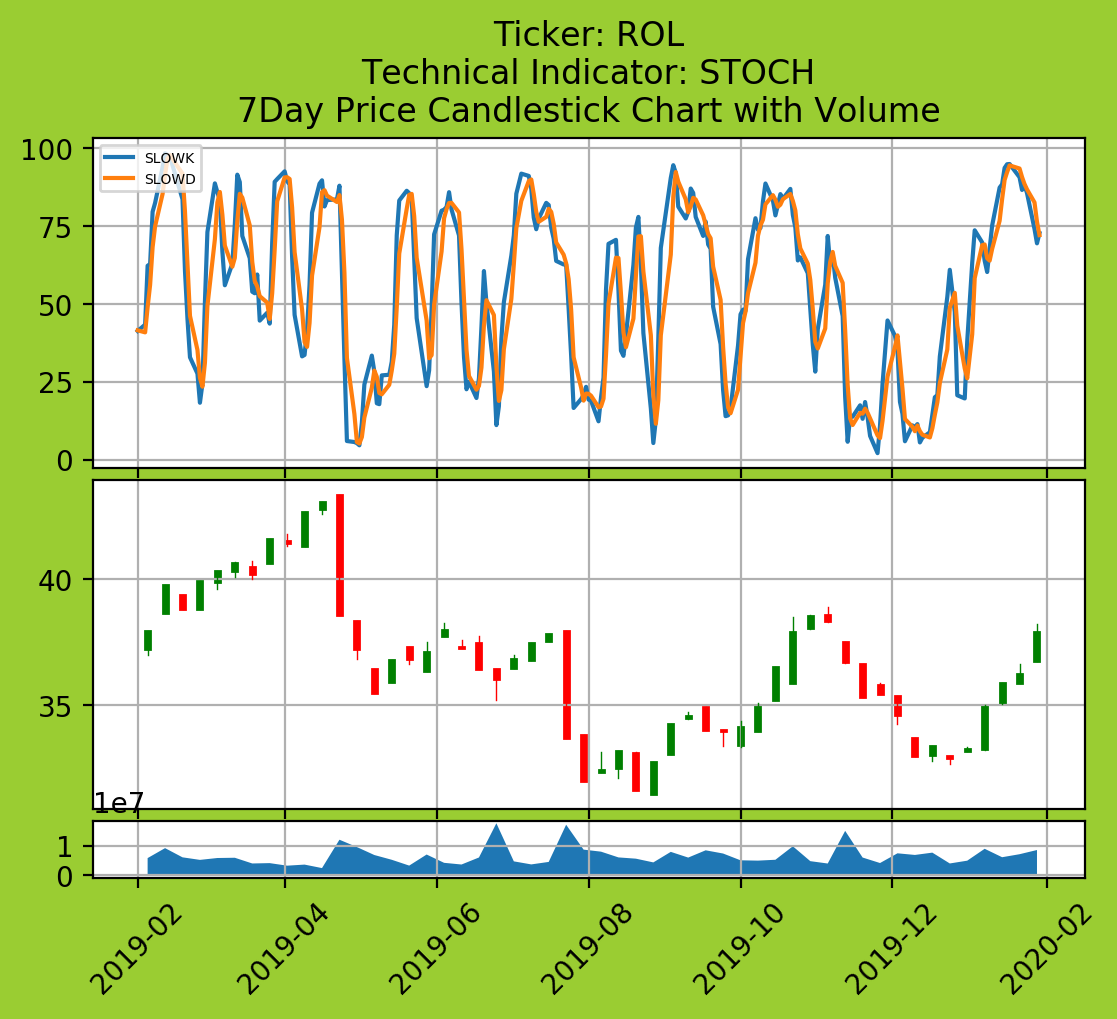 Ticker: ROL
Technical Indicator: STOCH
7Day Price Candlestick Chart with Volume
100
75
50
25
0
SLOWK
SLOWD
40
35
1e7
1
0
2019-02
2019-04
2019-06
2019-08
2019-10
2019-12
2020-02